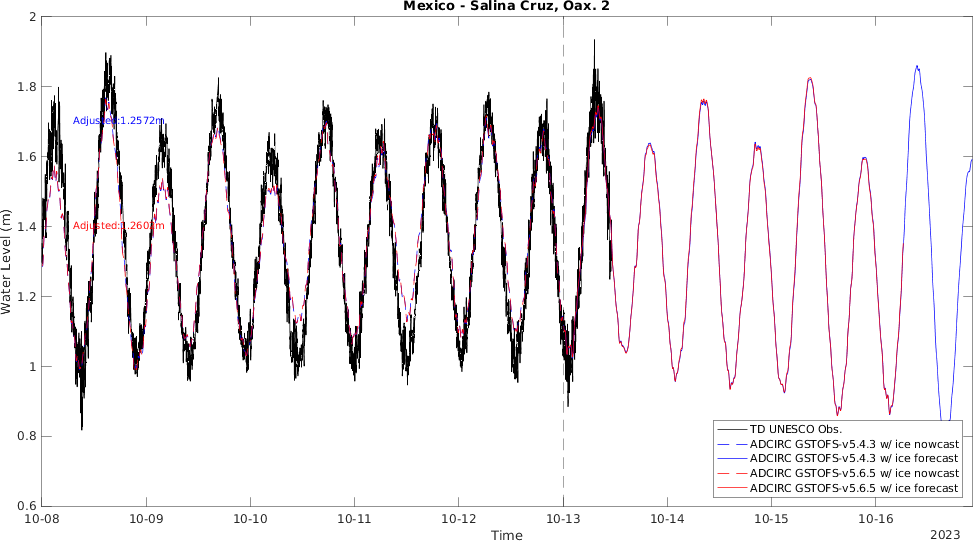 Mexico - Salina Cruz, Oax. 2
2
1.8
1.6
1.4
1.2
1
0.8
0.6
Water Level (m)
Adjusted:1.2572m
Adjusted:1.2603m
TD UNESCO Obs.
ADCIRC GSTOFS-v5.4.3 w/ ice nowcast
ADCIRC GSTOFS-v5.4.3 w/ ice forecast
ADCIRC GSTOFS-v5.6.5 w/ ice nowcast
ADCIRC GSTOFS-v5.6.5 w/ ice forecast
10-08 10-09 10-10 10-11 10-12 10-13 10-14 10-15 10-16
Time
2023